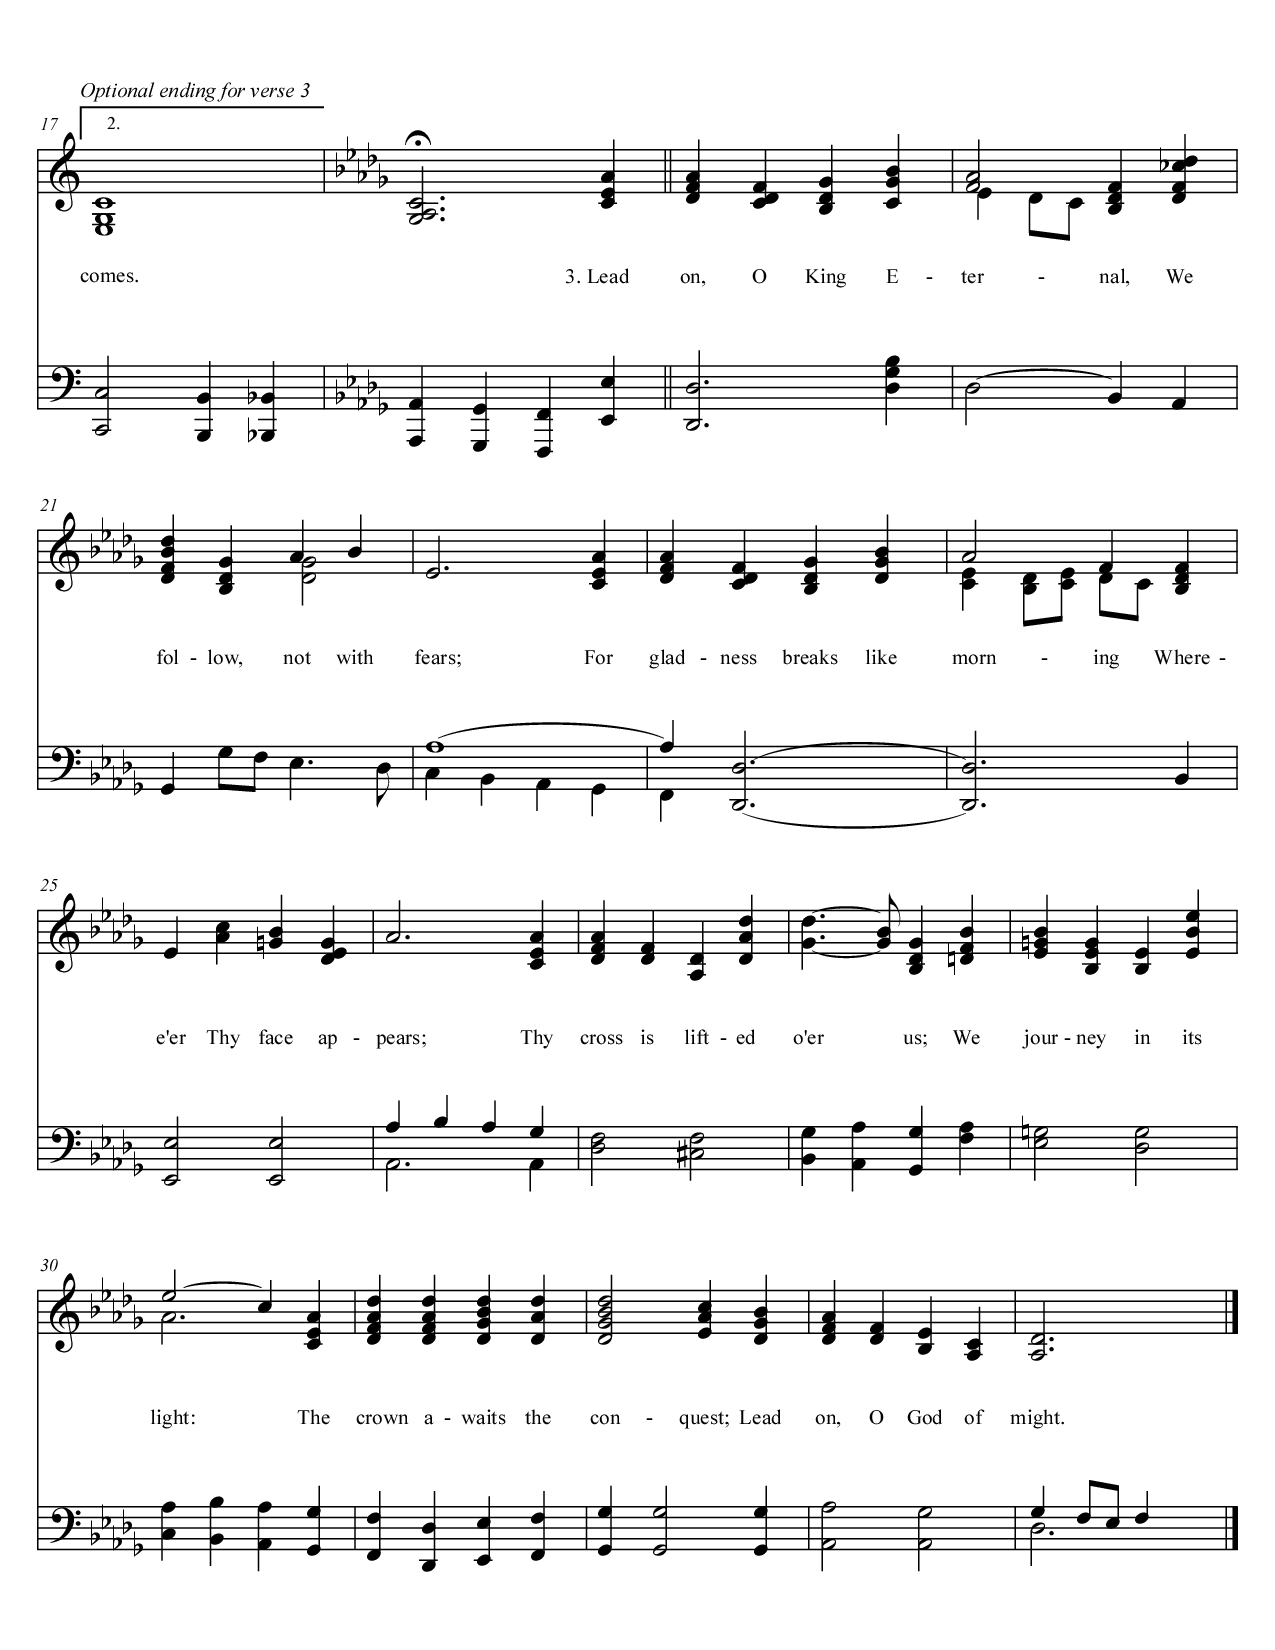 Optional ending for verse 3
17
2.
comes. 3. Lead on, O King E - ter - nal, We
21
fol - low, not with fears; For glad - ness breaks like morn - ing Where -
25
e'er Thy face ap - pears; Thy cross is lift - ed o'er us; We jour - ney in its
30
light: The crown a - waits the con - quest; Lead on, O God of might.